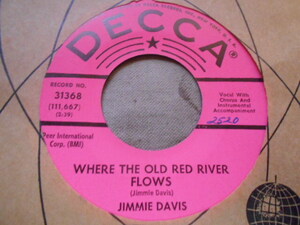 DECCA
RECORD NO.
31368
(111,667)
(2:39)
Vocal With
Chorus And
Instrumental
Accompaniment
2520
Peer International
Corp. (BMI)
WHERE THE OLD RED RIVER
FLOWS
(Jimmie Davis)
JIMMIE DAVIS